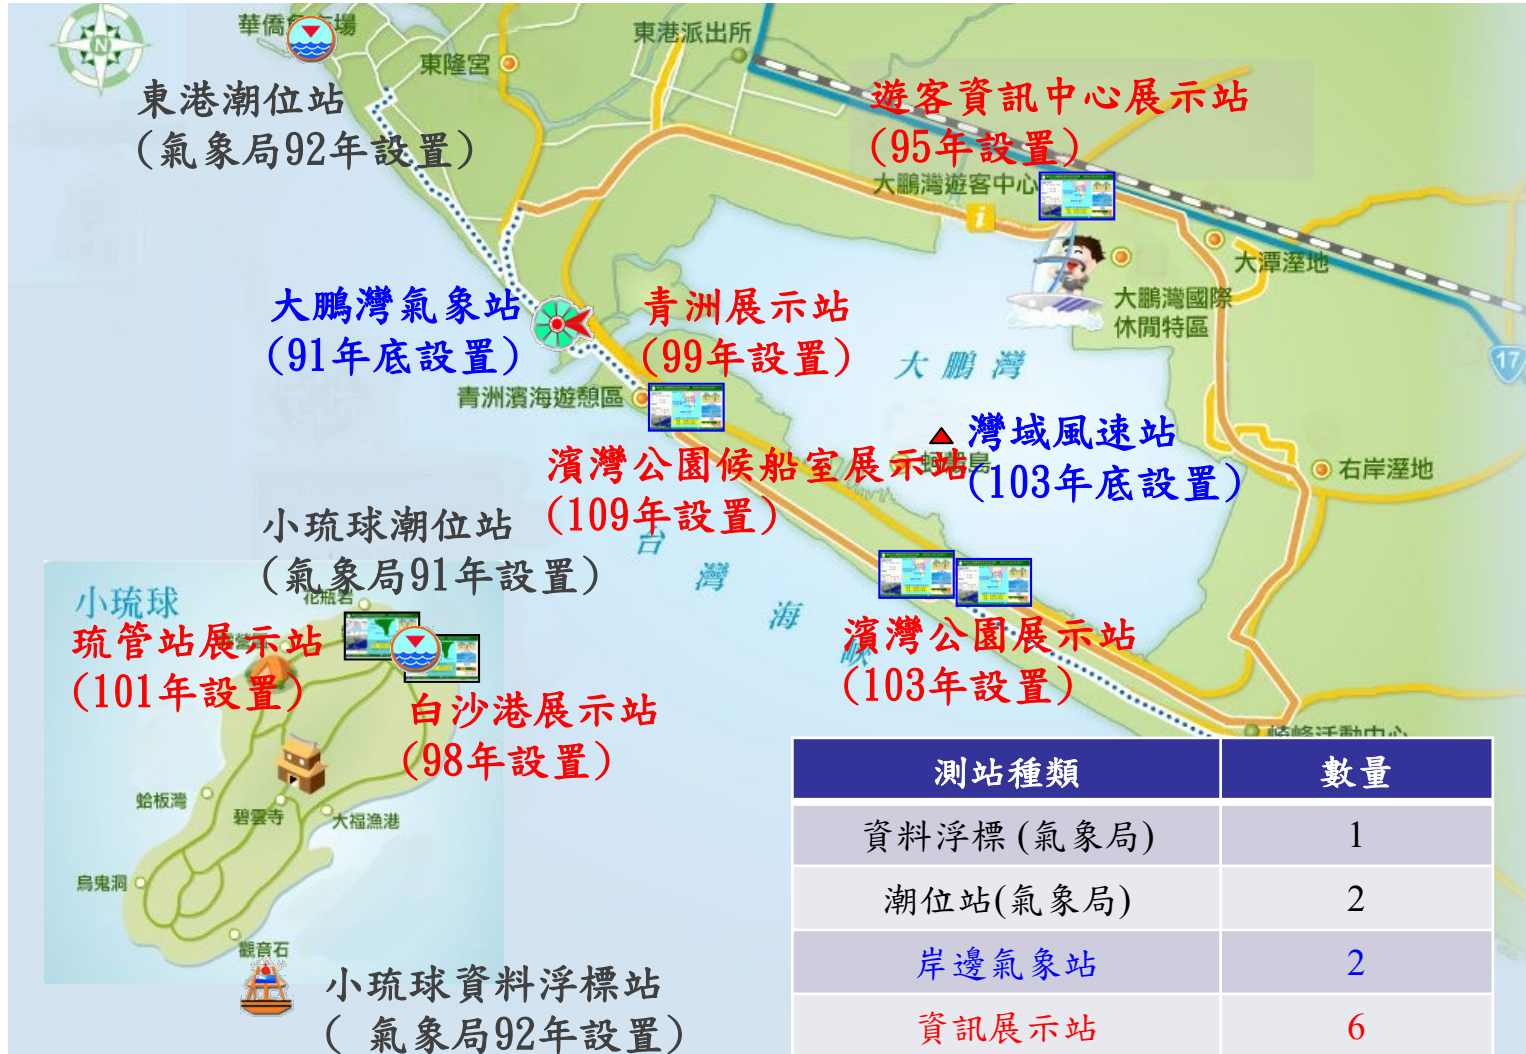 N
華僑
場
東隆宮
東港派出所
東港潮位站
(氣象局92年設置)
遊客資訊中心展示站
(95年設置)
大鵬灣遊客中心
i
大潭溼地
大鵬灣國際
休閒特區
17
大鵬灣氣象站
(91年底設置)
青洲展示站
(99年設置)
大鵬灣
青洲濱海遊憩區
灣域風速站
(103年底設置)
島
右岸溼地
濱灣公園候船室展示站
(109年設置)
小琉球潮位站
(氣象局91年設置)
台
灣
海
峽
小琉球
花瓶岩
琉管站展示站
(101年設置)
白沙港展示站
(98年設置)
濱灣公園展示站
(103年設置)
崎峰活動中心
蛤板灣
碧雲寺
大福漁港
烏鬼洞
觀音石
小琉球資料浮標站
( 氣象局92年設置)
測站種類 數量
資料浮標 (氣象局) 1
潮位站(氣象局) 2
岸邊氣象站 2
資訊展示站 6